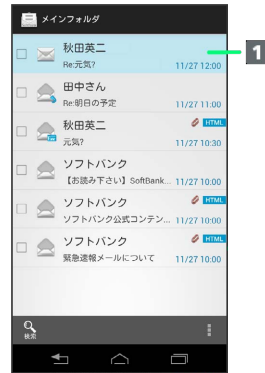 メインフォルダ
秋田英二
Re:元気? 11/27 12:00
1
田中さん
Re:明日の予定 11/27 11:00
秋田英二 HTML
元気? 11/27 10:30
ソフトバンク
【お読み下さい】SoftBank... 11/27 10:00
ソフトバンク HTML
ソフトバンク公式コンテン... 11/27 10:00
ソフトバンク HTML
緊急速報メールについて 11/27 10:00
検索